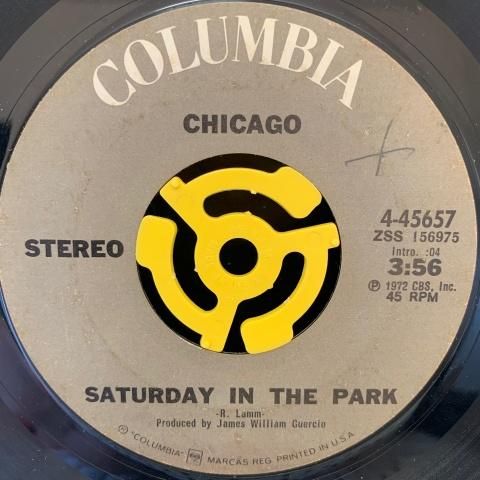 COLUMBIA
CHICAGO
STEREO
4-45657
ZSS 156975
Intro. :04
3:56
℗ 1972 CBS, Inc.
45 RPM
SATURDAY IN THE PARK
-R. Lamm-
Produced by James William Guercio
® "COLUMBIA" MARCAS REG. PRINTED IN U.S.A